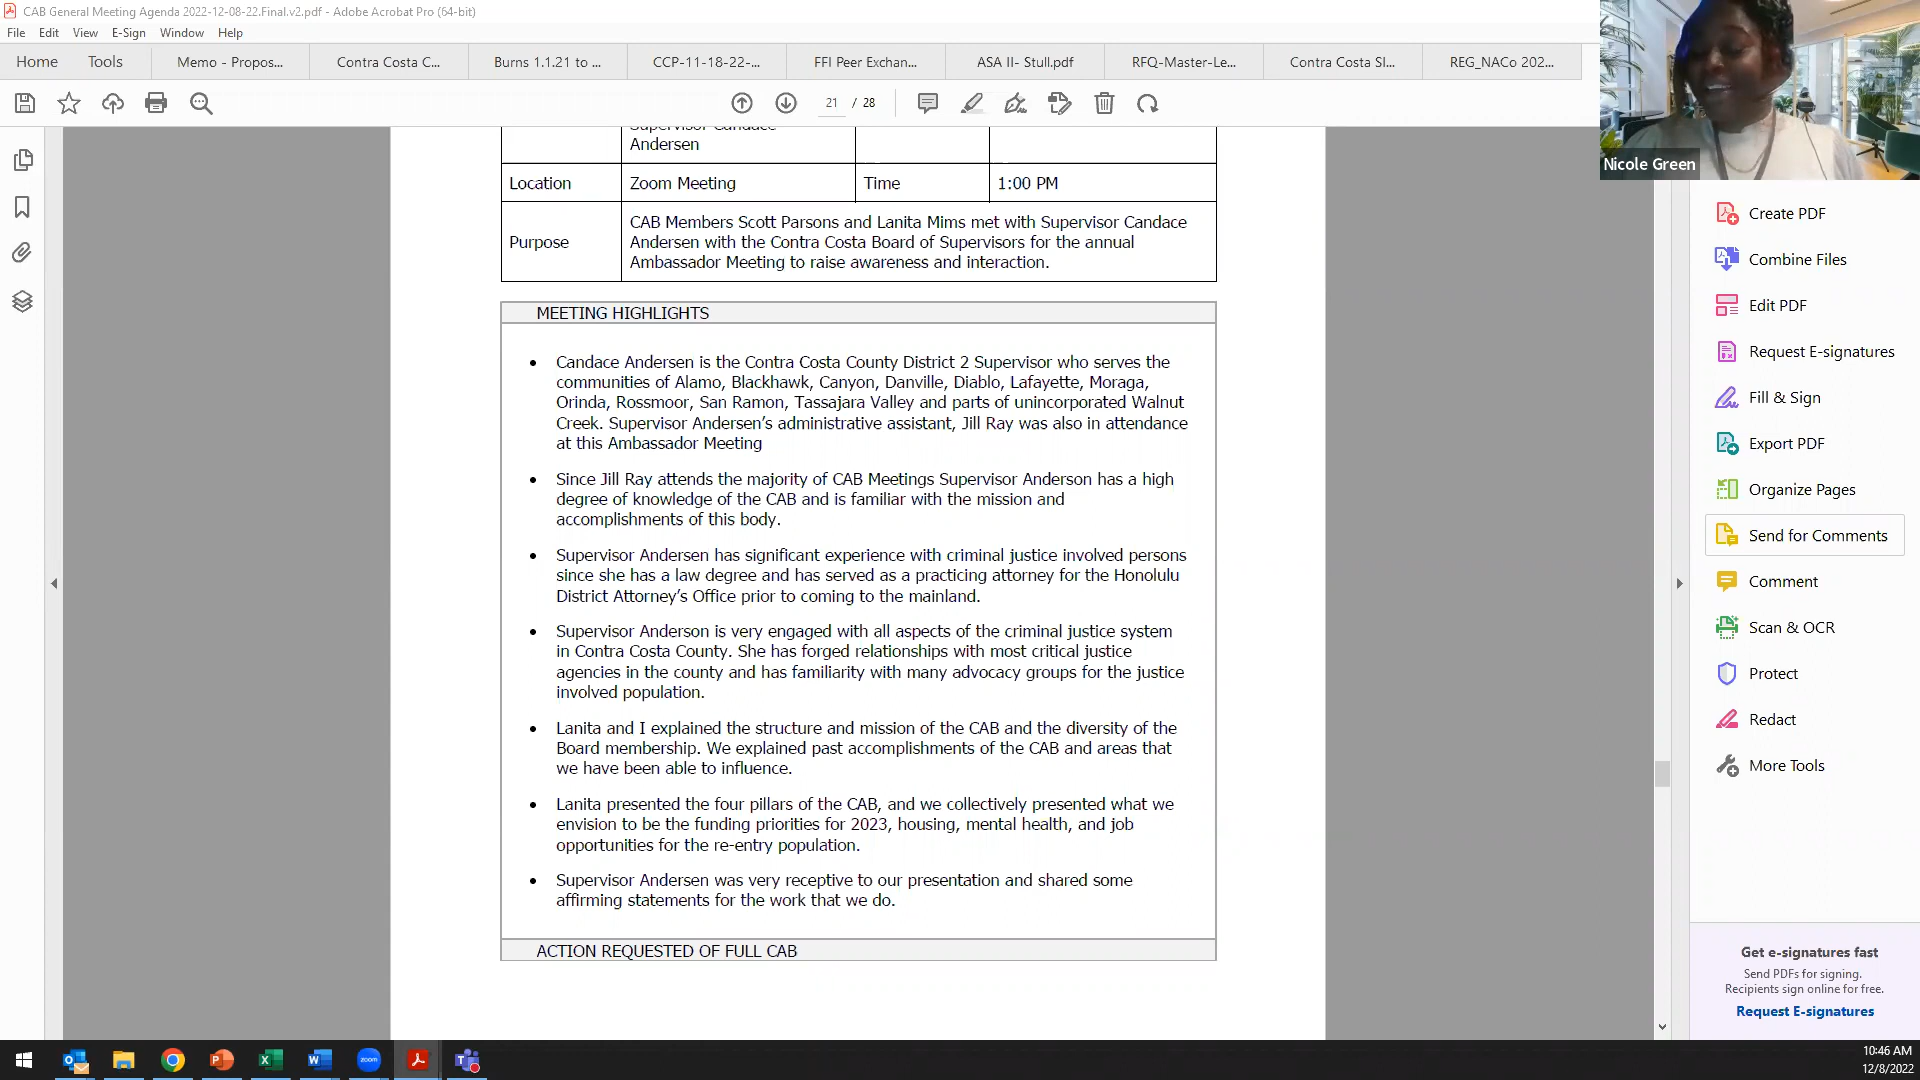 CAB General Meeting Agenda 2022-12-08-22.Final.v2.pdf - Adobe Acrobat Pro (64-bit)
File Edit View E-Sign Window Help
Home Tools Memo - Propos... Contra Costa C... Burns 1.1.21 to ... CCP-11-18-22-... FFI Peer Exchan... ASA II- Stull.pdf RFQ-Master-Le... Contra Costa Sl... REG_NACo 202...
21 / 28
Nicole Green
Supervisor Candace
Andersen
Location Zoom Meeting Time 1:00 PM
Purpose
CAB Members Scott Parsons and Lanita Mims met with Supervisor Candace
Andersen with the Contra Costa Board of Supervisors for the annual
Ambassador Meeting to raise awareness and interaction.
MEETING HIGHLIGHTS
• Candace Andersen is the Contra Costa County District 2 Supervisor who serves the
communities of Alamo, Blackhawk, Canyon, Danville, Diablo, Lafayette, Moraga,
Orinda, Rossmoor, San Ramon, Tassajara Valley and parts of unincorporated Walnut
Creek. Supervisor Andersen’s administrative assistant, Jill Ray was also in attendance
at this Ambassador Meeting
• Since Jill Ray attends the majority of CAB Meetings Supervisor Anderson has a high
degree of knowledge of the CAB and is familiar with the mission and
accomplishments of this body.
• Supervisor Andersen has significant experience with criminal justice involved persons
since she has a law degree and has served as a practicing attorney for the Honolulu
District Attorney’s Office prior to coming to the mainland.
• Supervisor Anderson is very engaged with all aspects of the criminal justice system
in Contra Costa County. She has forged relationships with most critical justice
agencies in the county and has familiarity with many advocacy groups for the justice
involved population.
• Lanita and I explained the structure and mission of the CAB and the diversity of the
Board membership. We explained past accomplishments of the CAB and areas that
we have been able to influence.
• Lanita presented the four pillars of the CAB, and we collectively presented what we
envision to be the funding priorities for 2023, housing, mental health, and job
opportunities for the re-entry population.
• Supervisor Andersen was very receptive to our presentation and shared some
affirming statements for the work that we do.
ACTION REQUESTED OF FULL CAB
Create PDF
Combine Files
Edit PDF
Request E-signatures
Fill & Sign
Export PDF
Organize Pages
Send for Comments
Comment
Scan & OCR
Protect
Redact
More Tools
Get e-signatures fast
Send PDFs for signing.
Recipients sign online for free.
Request E-signatures
zoom
10:46 AM
12/8/2022